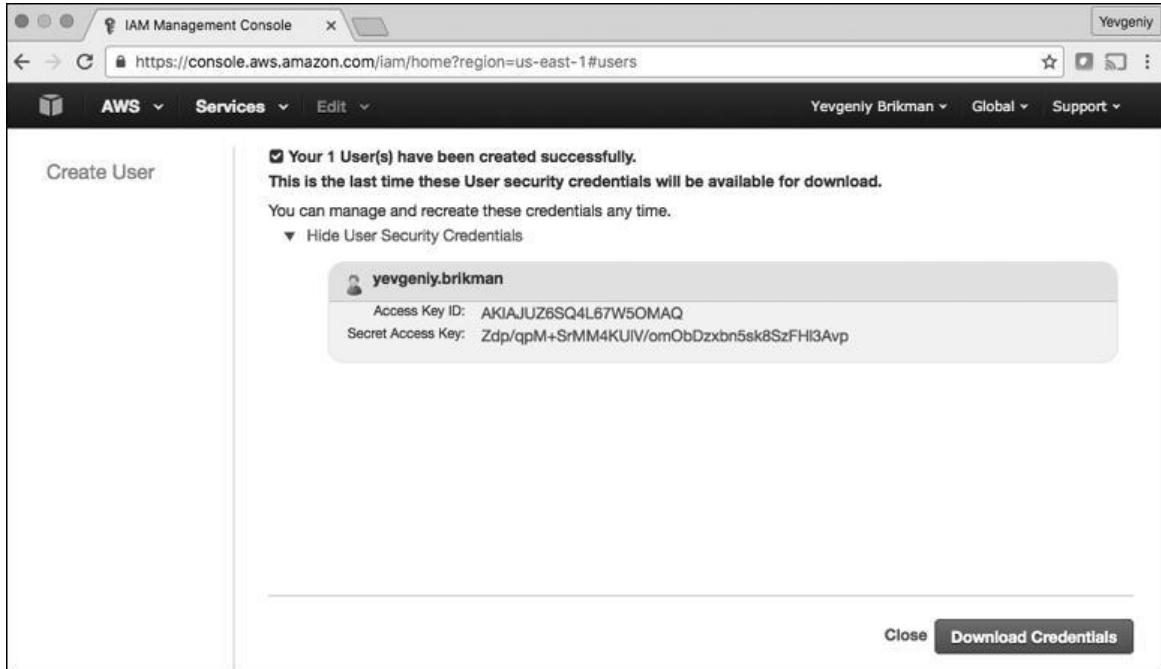 IAM Management Console
Yevgeniy
https://console.aws.amazon.com/iam/home?region=us-east-1#users
AWS Services Edit Yevgeniy Brikman Global Support
Create User
Your 1 User(s) have been created successfully.
This is the last time these User security credentials will be available for download.
You can manage and recreate these credentials any time.
Hide User Security Credentials
yevgeniy.brikman
Access Key ID: AKIAJUZ6SQ4L67W5OMAQ
Secret Access Key: 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
Close Download Credentials